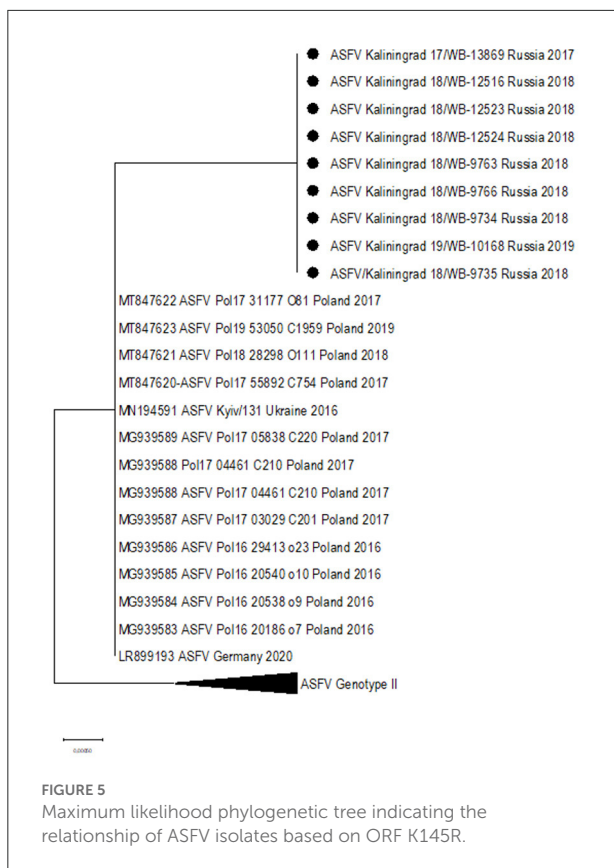 ASFV Kaliningrad 17/WB-13869 Russia 2017
ASFV Kaliningrad 18/WB-12516 Russia 2018
ASFV Kaliningrad 18/WB-12523 Russia 2018
ASFV Kaliningrad 18/WB-12524 Russia 2018
ASFV Kaliningrad 18/WB-9763 Russia 2018
ASFV Kaliningrad 18/WB-9766 Russia 2018
ASFV Kaliningrad 18/WB-9734 Russia 2018
ASFV Kaliningrad 19/WB-10168 Russia 2019
ASFV/Kaliningrad 18/WB-9735 Russia 2018
MT847622 ASFV Pol17 31177 O81 Poland 2017
MT847623 ASFV Pol19 53050 C1959 Poland 2019
MT847621 ASFV Pol18 28298 O111 Poland 2018
MT847620-ASFV Pol17 55892 C754 Poland 2017
MN194591 ASFV Kyiv/131 Ukraine 2016
MG939589 ASFV Pol17 05838 C220 Poland 2017
MG939588 Pol17 04461 C210 Poland 2017
MG939588 ASFV Pol17 04461 C210 Poland 2017
MG939587 ASFV Pol17 03029 C201 Poland 2017
MG939586 ASFV Pol16 29413 o23 Poland 2016
MG939585 ASFV Pol16 20540 o10 Poland 2016
MG939584 ASFV Pol16 20538 o9 Poland 2016
MG939583 ASFV Pol16 20186 o7 Poland 2016
LR899193 ASFV Germany 2020
ASFV Genotype II
0.00050
FIGURE 5
Maximum likelihood phylogenetic tree indicating the
relationship of ASFV isolates based on ORF K145R.